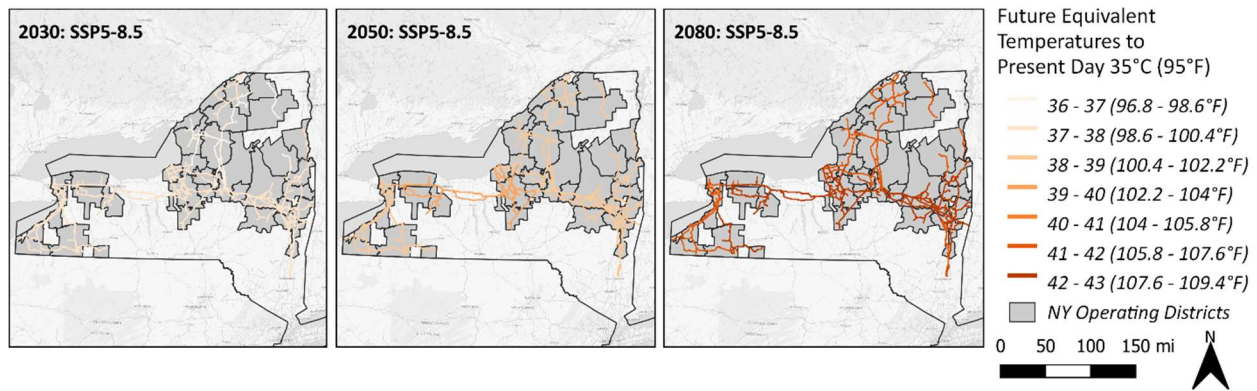 2030: SSP5-8.5
2050: SSP5-8.5
2080: SSP5-8.5
Future Equivalent
Temperatures to
Present Day 35°C (95°F)
36 - 37 (96.8 - 98.6°F)
37 - 38 (98.6 - 100.4°F)
38 - 39 (100.4 - 102.2°F)
39 - 40 (102.2 - 104°F)
40 - 41 (104 - 105.8°F)
41 - 42 (105.8 - 107.6°F)
42 - 43 (107.6 - 109.4°F)
NY Operating Districts
0 50 100 150 mi
N